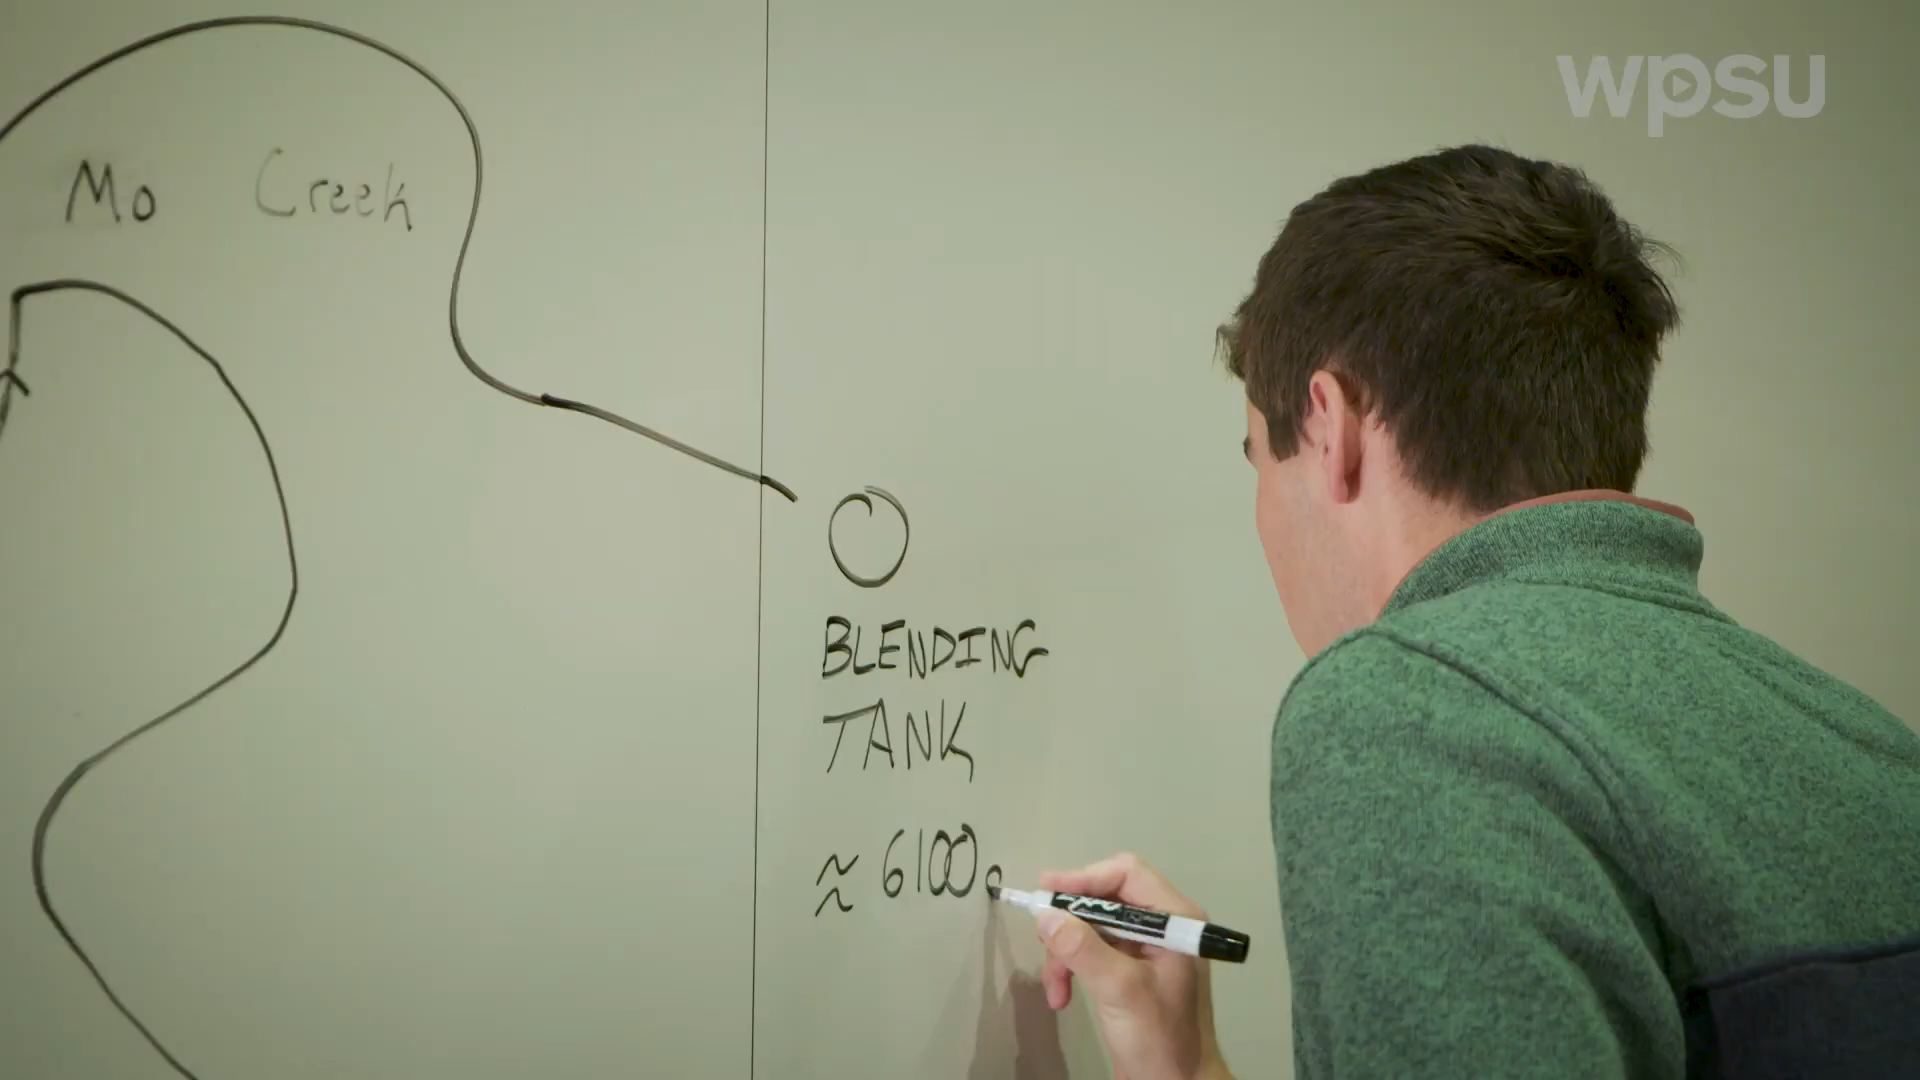 wpsu
Mo Creek
BLENDING
TANK
≈ 6100